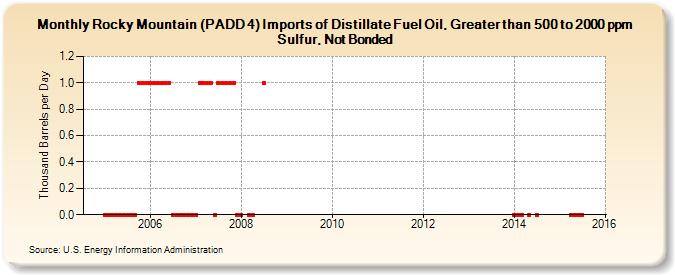 Monthly Rocky Mountain (PADD 4) Imports of Distillate Fuel Oil, Greater than 500 to 2000 ppm
Sulfur, Not Bonded
Thousand Barrels per Day
1.2
1.0
0.8
0.6
0.4
0.2
0.0
2006 2008 2010 2012 2014 2016
Source: U.S. Energy Information Administration